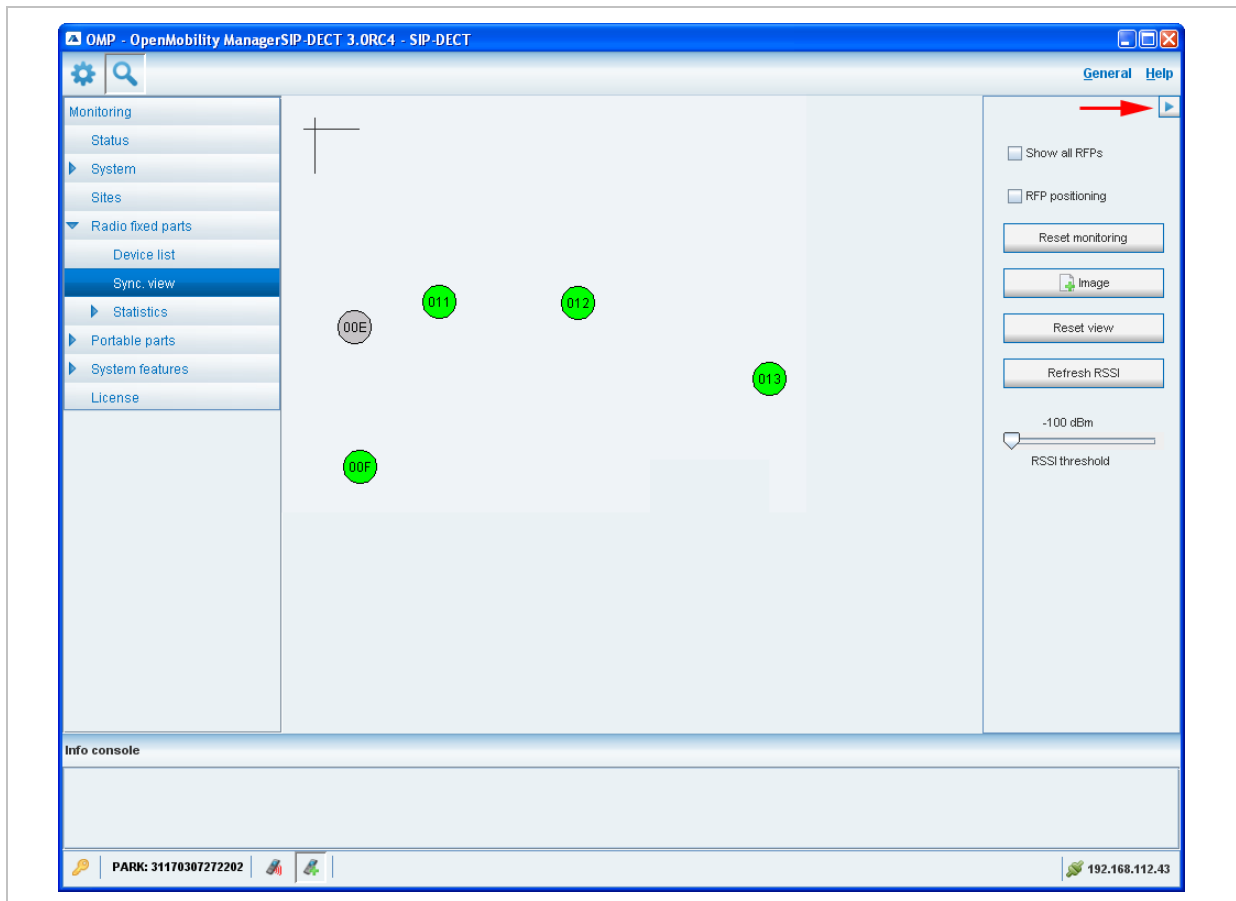 OMP - OpenMobility ManagerSIP-DECT 3.0RC4 - SIP-DECT
General Help
Monitoring
Status
System
Sites
Radio fixed parts
Device list
Sync. view
Statistics
Portable parts
System features
License
011
012
00E
013
00F
Show all RFPs
RFP positioning
Reset monitoring
Image
Reset view
Refresh RSSI
-100 dBm
RSSI threshold
Info console
PARK: 31170307272202
192.168.112.43